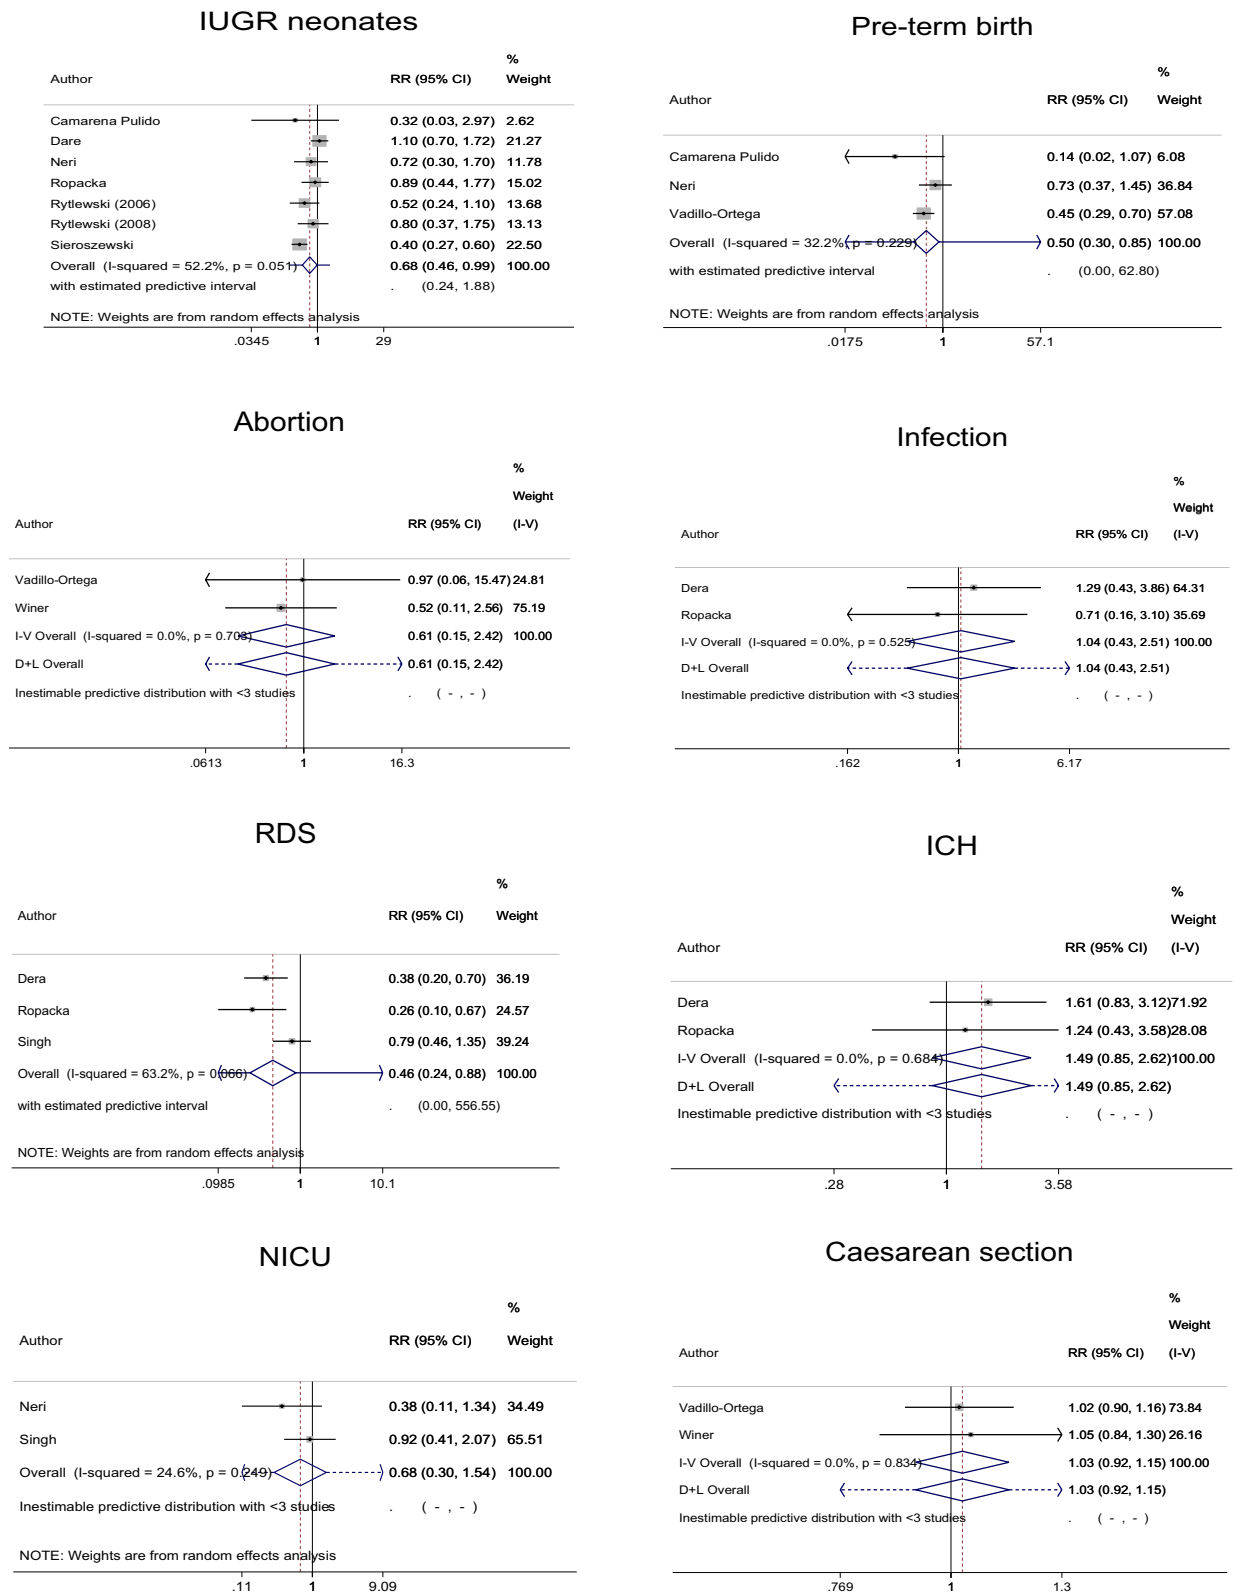 IUGR neonates
%
Author RR (95% CI) Weight
Camarena Pulido 0.32 (0.03, 2.97) 2.62
Dare 1.10 (0.70, 1.72) 21.27
Neri 0.72 (0.30, 1.70) 11.78
Ropacka 0.89 (0.44, 1.77) 15.02
Rytlewski (2006) 0.52 (0.24, 1.10) 13.68
Rytlewski (2008) 0.80 (0.37, 1.75) 13.13
Sieroszewski 0.40 (0.27, 0.60) 22.50
Overall (I-squared = 52.2%, p = 0.051) 0.68 (0.46, 0.99) 100.00
with estimated predictive interval . (0.24, 1.88)
NOTE: Weights are from random effects analysis
.0345 1 29
Pre-term birth
%
Author RR (95% CI) Weight
Camarena Pulido 0.14 (0.02, 1.07) 6.08
Neri 0.73 (0.37, 1.45) 36.84
Vadillo-Ortega 0.45 (0.29, 0.70) 57.08
Overall (I-squared = 32.2%, p = 0.229) 0.50 (0.30, 0.85) 100.00
with estimated predictive interval . (0.00, 62.80)
NOTE: Weights are from random effects analysis
.0175 1 57.1
Abortion
%
Weight
Author RR (95% CI) (I-V)
Vadillo-Ortega 0.97 (0.06, 15.47) 24.81
Winer 0.52 (0.11, 2.56) 75.19
I-V Overall (I-squared = 0.0%, p = 0.703) 0.61 (0.15, 2.42) 100.00
D+L Overall 0.61 (0.15, 2.42)
Inestimable predictive distribution with <3 studies . ( - , - )
.0613 1 16.3
Infection
%
Weight
Author RR (95% CI) (I-V)
Dera 1.29 (0.43, 3.86) 64.31
Ropacka 0.71 (0.16, 3.10) 35.69
I-V Overall (I-squared = 0.0%, p = 0.525) 1.04 (0.43, 2.51) 100.00
D+L Overall 1.04 (0.43, 2.51)
Inestimable predictive distribution with <3 studies . ( - , - )
.162 1 6.17
RDS
%
Author RR (95% CI) Weight
Dera 0.38 (0.20, 0.70) 36.19
Ropacka 0.26 (0.10, 0.67) 24.57
Singh 0.79 (0.46, 1.35) 39.24
Overall (I-squared = 63.2%, p = 0.066) 0.46 (0.24, 0.88) 100.00
with estimated predictive interval . (0.00, 556.55)
NOTE: Weights are from random effects analysis
.0985 1 10.1
ICH
%
Weight
Author RR (95% CI) (I-V)
Dera 1.61 (0.83, 3.12) 71.92
Ropacka 1.24 (0.43, 3.58) 28.08
I-V Overall (I-squared = 0.0%, p = 0.684) 1.49 (0.85, 2.62) 100.00
D+L Overall 1.49 (0.85, 2.62)
Inestimable predictive distribution with <3 studies . ( - , - )
.28 1 3.58
NICU
%
Author RR (95% CI) Weight
Neri 0.38 (0.11, 1.34) 34.49
Singh 0.92 (0.41, 2.07) 65.51
Overall (I-squared = 24.6%, p = 0.249) 0.68 (0.30, 1.54) 100.00
Inestimable predictive distribution with <3 studies . ( - , - )
NOTE: Weights are from random effects analysis
.11 1 9.09
Caesarean section
%
Weight
Author RR (95% CI) (I-V)
Vadillo-Ortega 1.02 (0.90, 1.16) 73.84
Winer 1.05 (0.84, 1.30) 26.16
I-V Overall (I-squared = 0.0%, p = 0.834) 1.03 (0.92, 1.15) 100.00
D+L Overall 1.03 (0.92, 1.15)
Inestimable predictive distribution with <3 studies . ( - , - )
.769 1 1.3